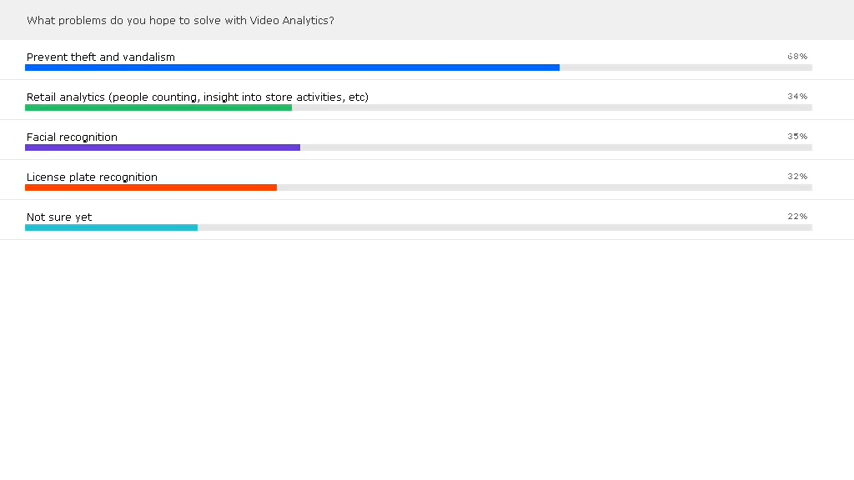 What problems do you hope to solve with Video Analytics?
Prevent theft and vandalism 68%
Retail analytics (people counting, insight into store activities, etc) 34%
Facial recognition 35%
License plate recognition 32%
Not sure yet 22%